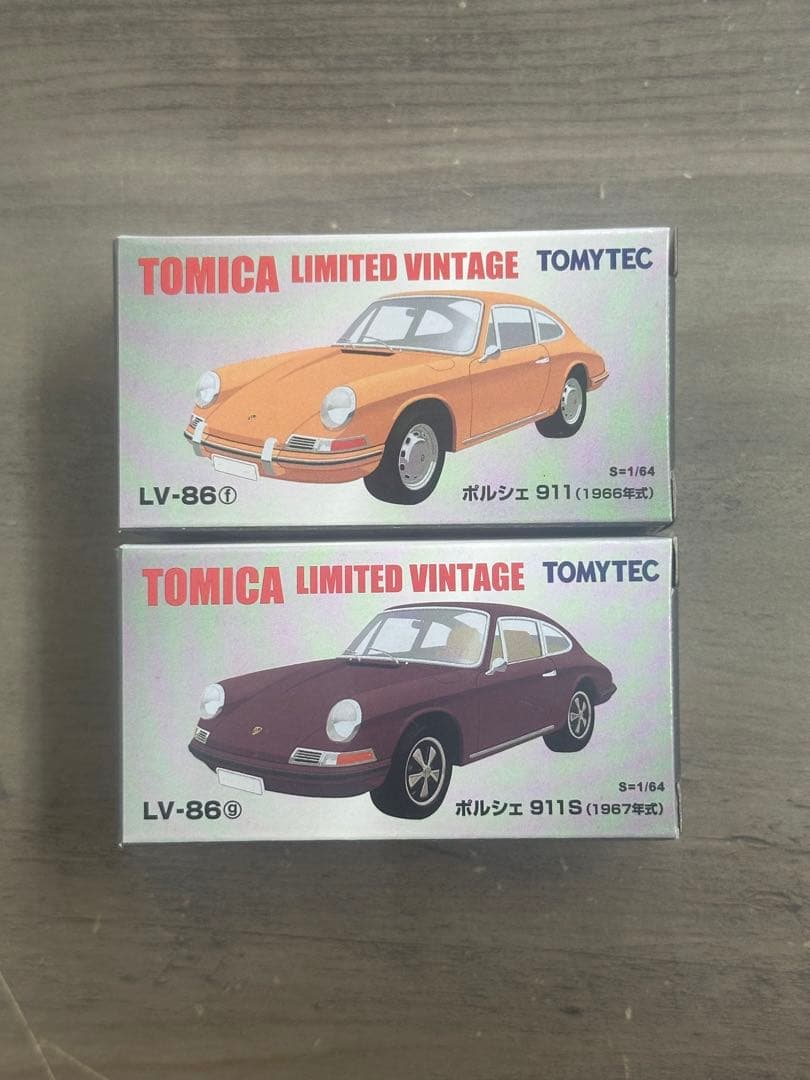 TOMICA LIMITED VINTAGE TOMYTEC
S=1/64
LV-86ⓕ ポルシェ 911(1966年式)
TOMICA LIMITED VINTAGE TOMYTEC
S=1/64
LV-86ⓖ ポルシェ 911S(1967年式)